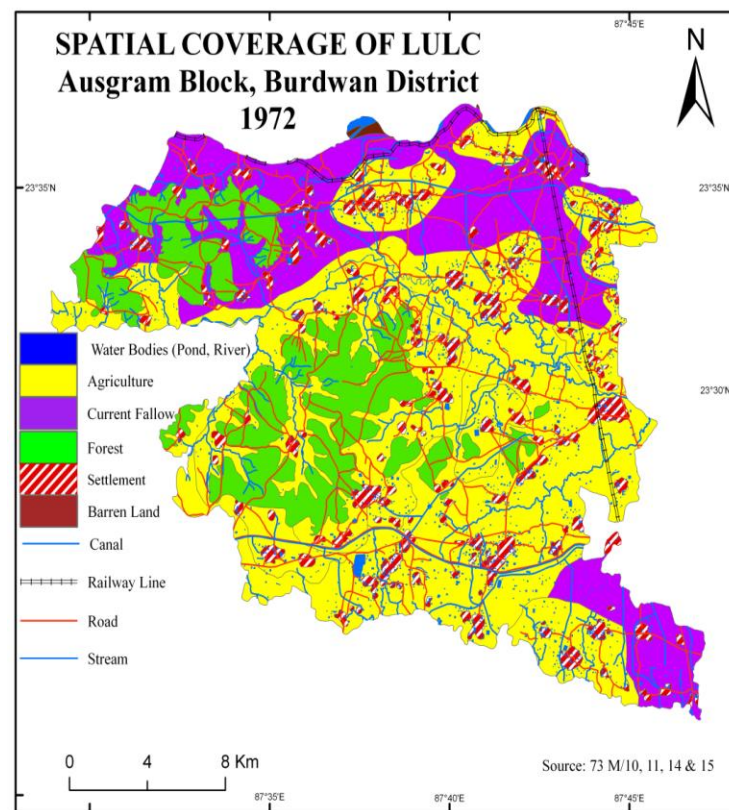 87°45'E
SPATIAL COVERAGE OF LULC
Ausgram Block, Burdwan District
1972
N
23°35'N
23°35'N
23°30'N
Water Bodies (Pond, River)
Agriculture
Current Fallow
Forest
Settlement
Barren Land
Canal
Railway Line
Road
Stream
0 4 8 Km
Source: 73 M/10, 11, 14 & 15
87°35'E
87°40'E
87°45'E